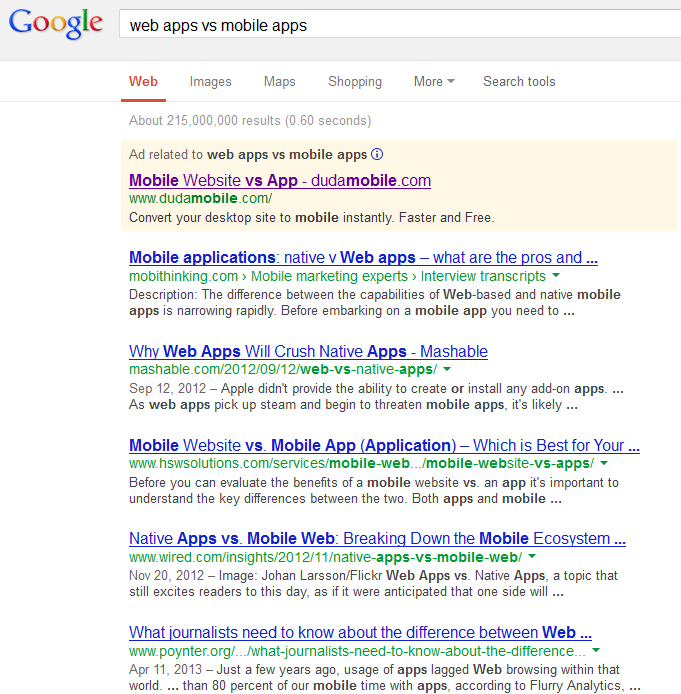 Google
web apps vs mobile apps
Web Images Maps Shopping More Search tools
About 215,000,000 results (0.60 seconds)
Ad related to web apps vs mobile apps
Mobile Website vs App - dudamobile.com
www.dudamobile.com/
Convert your desktop site to mobile instantly. Faster and Free.
Mobile applications: native v Web apps – what are the pros and ...
mobithinking.com › Mobile marketing experts › Interview transcripts
Description: The difference between the capabilities of Web-based and native mobile
apps is narrowing rapidly. Before embarking on a mobile app you need to ...
Why Web Apps Will Crush Native Apps - Mashable
mashable.com/2012/09/12/web-vs-native-apps/
Sep 12, 2012 – Apple didn't provide the ability to create or install any add-on apps. ...
As web apps pick up steam and begin to threaten mobile apps, it's likely ...
Mobile Website vs. Mobile App (Application) – Which is Best for Your ...
www.hswsolutions.com/services/mobile-web.../mobile-website-vs-apps/
Before you can evaluate the benefits of a mobile website vs. an app it's important to
understand the key differences between the two. Both apps and mobile ...
Native Apps vs. Mobile Web: Breaking Down the Mobile Ecosystem ...
www.wired.com/insights/2012/11/native-apps-vs-mobile-web/
Nov 20, 2012 – Image: Johan Larsson/Flickr Web Apps vs. Native Apps, a topic that
still excites readers to this day, as if it were anticipated that one side will ...
What journalists need to know about the difference between Web ...
www.poynter.org/.../what-journalists-need-to-know-about-the-difference...
Apr 11, 2013 – Just a few years ago, usage of apps lagged Web browsing within that
world. ... than 80 percent of our mobile time with apps, according to Flurry Analytics, ...